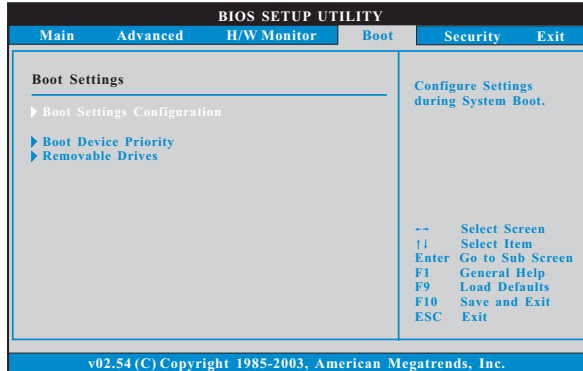 BIOS SETUP UTILITY
Main Advanced H/W Monitor Boot Security Exit
Boot Settings
Boot Settings Configuration
Boot Device Priority
Removable Drives
Configure Settings
during System Boot.
←→ Select Screen
↑↓ Select Item
Enter Go to Sub Screen
F1 General Help
F9 Load Defaults
F10 Save and Exit
ESC Exit
v02.54 (C) Copyright 1985-2003, American Megatrends, Inc.